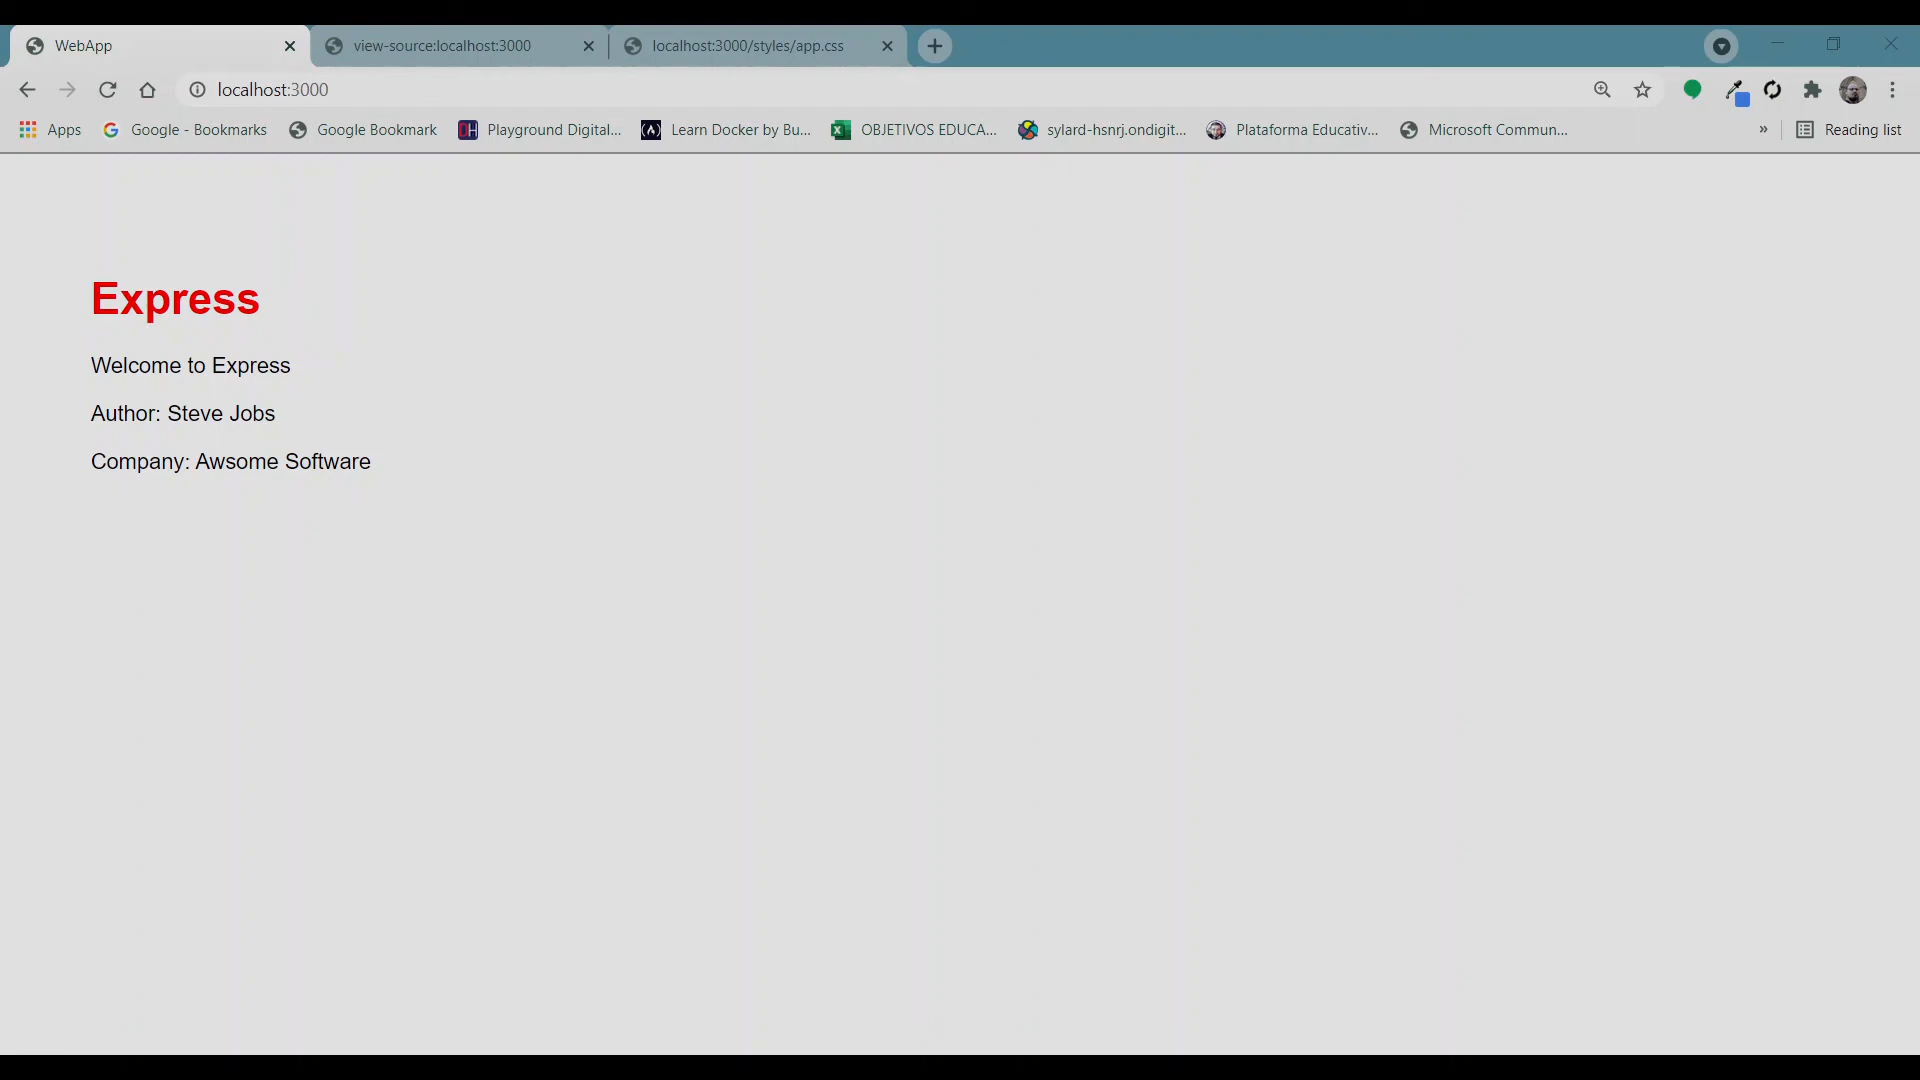 WebApp
view-source:localhost:3000
localhost:3000/styles/app.css
localhost:3000
Apps
Google - Bookmarks
Google Bookmark
Playground Digital...
Learn Docker by Bu...
OBJETIVOS EDUCA...
sylard-hsnrj.ondigit...
Plataforma Educativ...
Microsoft Commun...
»
Reading list
Express
Welcome to Express
Author: Steve Jobs
Company: Awsome Software